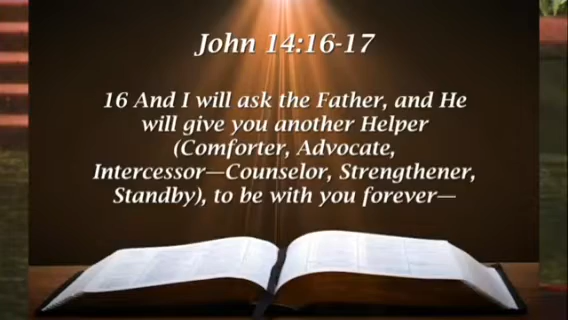 John 14:16-17
16 And I will ask the Father, and He
will give you another Helper
(Comforter, Advocate,
Intercessor—Counselor, Strengthener,
Standby), to be with you forever—